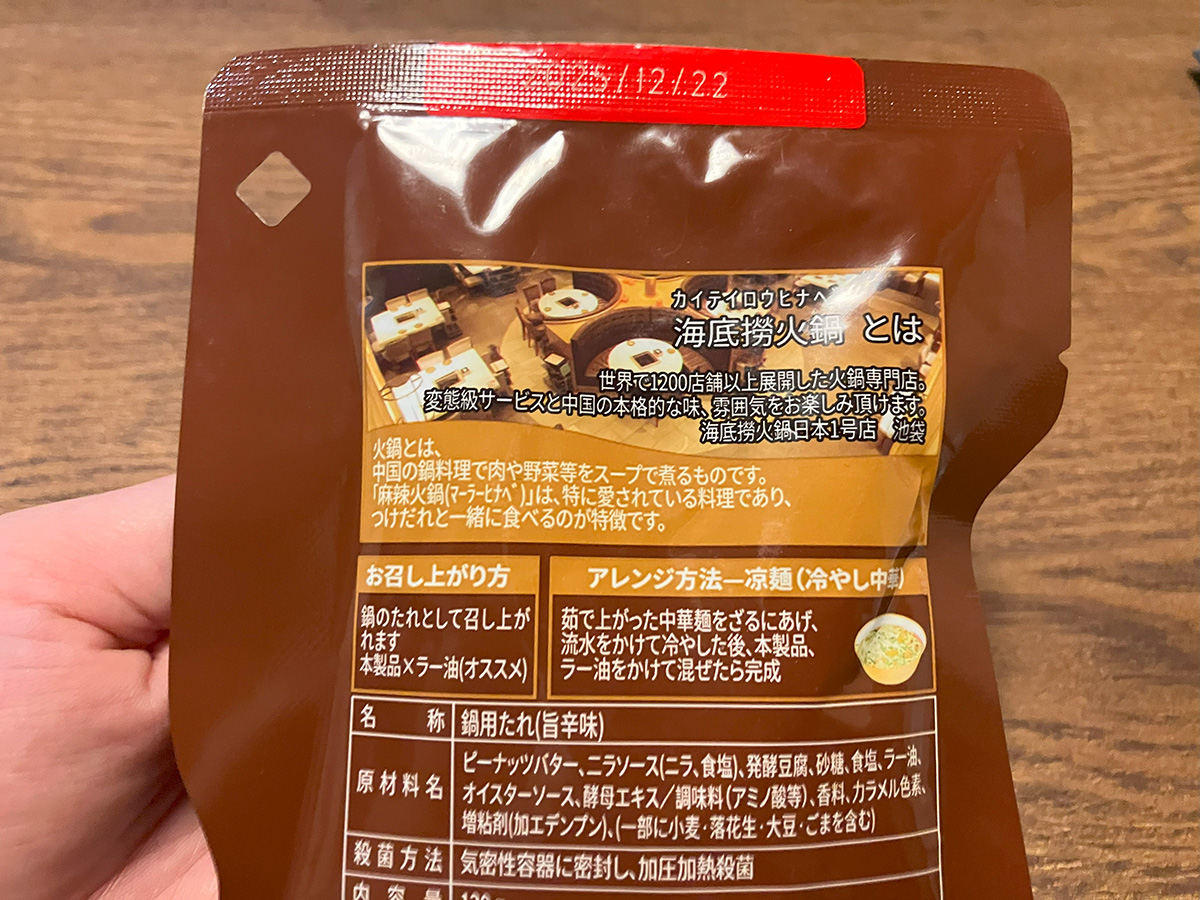 2025/12/22
カイテイロウヒナベ
海底撈火鍋 とは
世界で1200店舗以上展開した火鍋専門店。
変態級サービスと中国の本格的な味、雰囲気をお楽しみ頂けます。
海底撈火鍋日本1号店 池袋
火鍋とは、
中国の鍋料理で肉や野菜等をスープで煮るものです。
「麻辣火鍋(マーラーヒナベ)」は、特に愛されている料理であり、
つけだれと一緒に食べるのが特徴です。
お召し上がり方
鍋のたれとして召し上が
れます
本製品×ラー油(オススメ)
アレンジ方法—凉麺(冷やし中華)
茹で上がった中華麺をざるにあげ、
流水をかけて冷やした後、本製品、
ラー油をかけて混ぜたら完成
名称 鍋用たれ(旨辛味)
原材料名 ピーナッツバター、ニラソース(ニラ、食塩)、発酵豆腐、砂糖、食塩、ラー油、
オイスターソース、酵母エキス/調味料(アミノ酸等)、香料、カラメル色素、
増粘剤(加工デンプン)、(一部に小麦・落花生・大豆・ごまを含む)
殺菌方法 気密性容器に密封し、加圧加熱殺菌
内容量